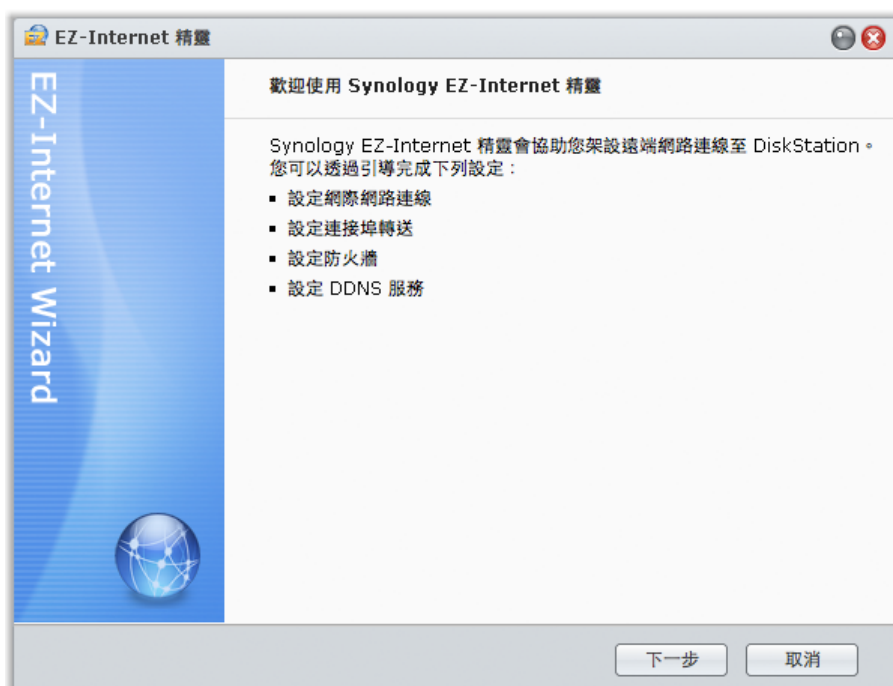 EZ-Internet 精靈
EZ-Internet Wizard
歡迎使用 Synology EZ-Internet 精靈
Synology EZ-Internet 精靈會協助您架設遠端網路連線至 DiskStation。
您可以透過引導完成下列設定：
▪ 設定網際網路連線
▪ 設定連接埠轉送
▪ 設定防火牆
▪ 設定 DDNS 服務
下一步
取消